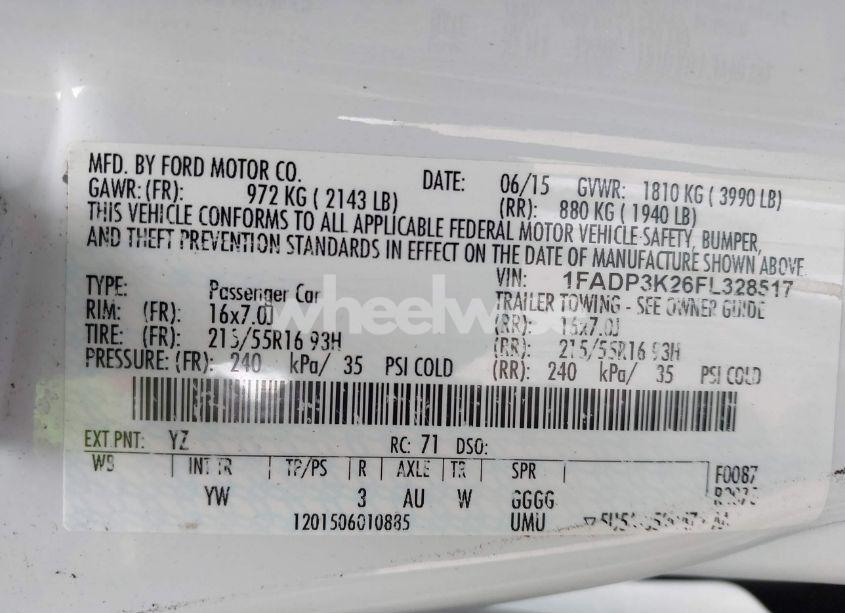 MFD. BY FORD MOTOR CO. DATE: 06/15 GVWR: 1810 KG ( 3990 LB)
GAWR: (FR): 972 KG ( 2143 LB) (RR): 880 KG ( 1940 LB)
THIS VEHICLE CONFORMS TO ALL APPLICABLE FEDERAL MOTOR VEHICLE SAFETY, BUMPER,
AND THEFT PREVENTION STANDARDS IN EFFECT ON THE DATE OF MANUFACTURE SHOWN ABOVE.
VIN: 1FADP3K26FL328517
TYPE: Passenger Car TRAILER TOWING - SEE OWNER GUIDE
RIM: (FR): 16x7.0J (RR): 16x7.0J
TIRE: (FR): 215/55R16 93H (RR): 215/55R16 93H
PRESSURE: (FR): 240 kPa/ 35 PSI COLD (RR): 240 kPa/ 35 PSI COLD
EXT PNT: YZ RC: 71 DSO:
WB INT TR TP/PS R AXLE TR SPR F0087
YW 3 AU W GGGG
1201506010885 UMU